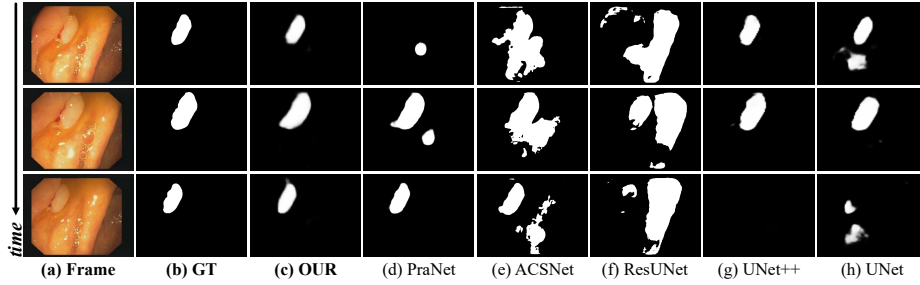 time
(a) Frame (b) GT (c) OUR (d) PraNet (e) ACSNet (f) ResUNet (g) UNet++ (h) UNet